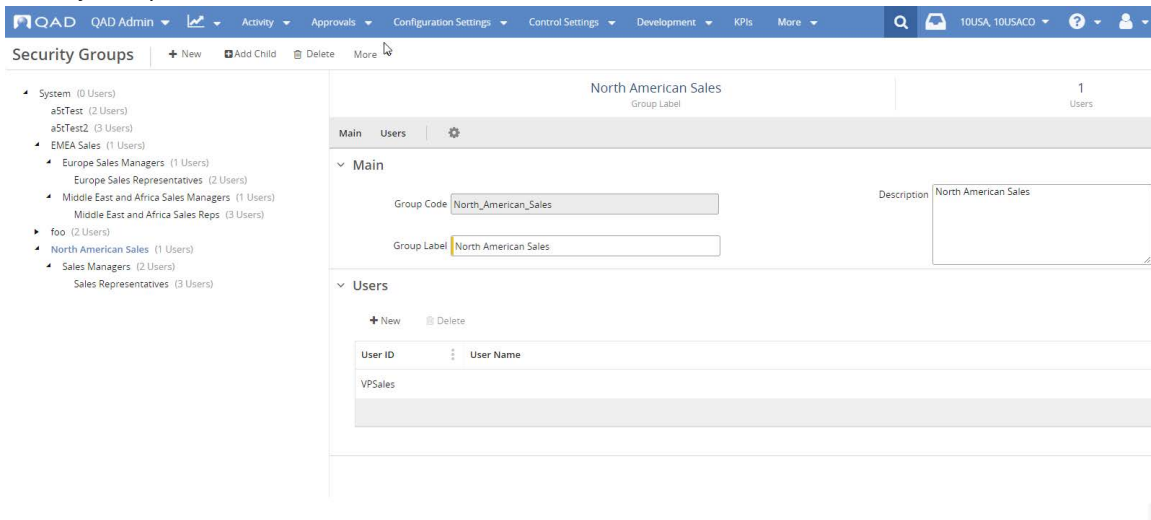 QAD QAD Admin Activity Approvals Configuration Settings Control Settings Development KPIs More 10USA, 10USACO
Security Groups + New Add Child Delete More
System (0 Users)
a5tTest (2 Users)
a5tTest2 (3 Users)
EMEA Sales (1 Users)
Europe Sales Managers (1 Users)
Europe Sales Representatives (2 Users)
Middle East and Africa Sales Managers (1 Users)
Middle East and Africa Sales Reps (3 Users)
foo (2 Users)
North American Sales (1 Users)
Sales Managers (2 Users)
Sales Representatives (3 Users)
North American Sales
Group Label
1
Users
Main Users
Main
Group Code North_American_Sales
Description North American Sales
Group Label North American Sales
Users
+ New Delete
User ID User Name
VPSales